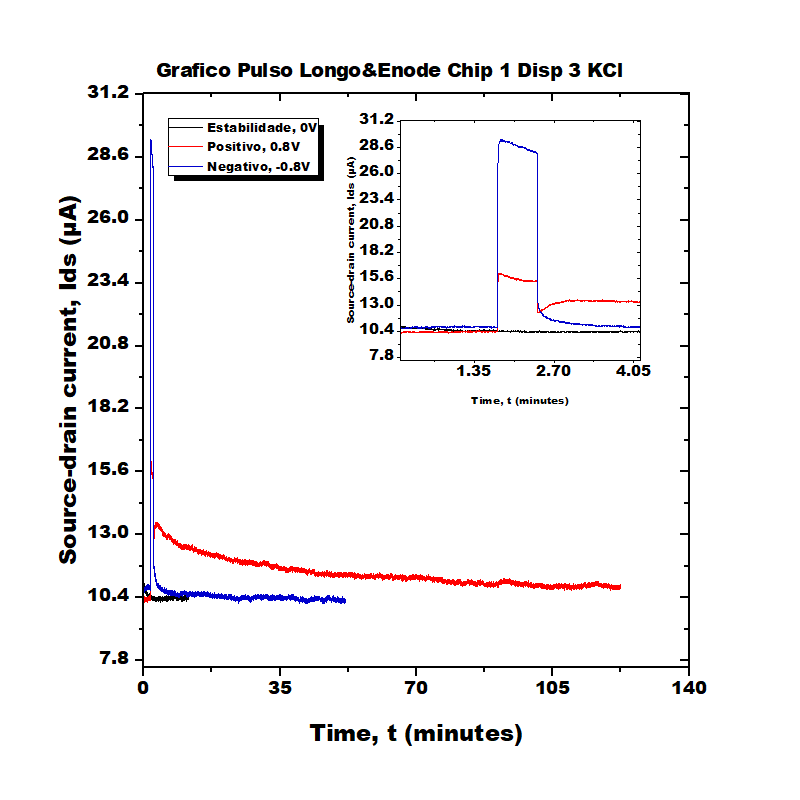 Grafico Pulso Longo&Enode Chip 1 Disp 3 KCl
Source-drain current, Ids (µA)
31.2
28.6
26.0
23.4
20.8
18.2
15.6
13.0
10.4
7.8
Estabilidade, 0V
Positivo, 0.8V
Negativo, -0.8V
Source-drain current, Ids (µA)
31.2
28.6
26.0
23.4
20.8
18.2
15.6
13.0
10.4
7.8
1.35 2.70 4.05
Time, t (minutes)
0 35 70 105 140
Time, t (minutes)